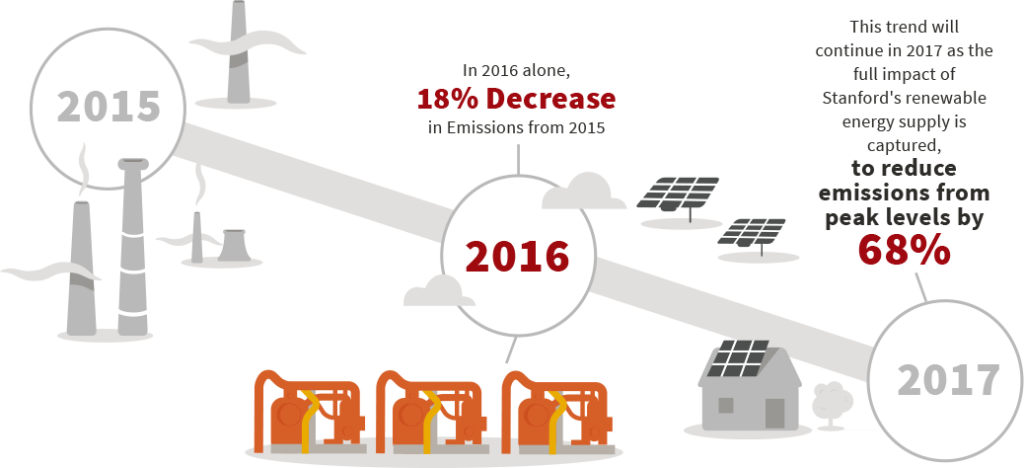 2015
In 2016 alone,
18% Decrease
in Emissions from 2015
2016
This trend will
continue in 2017 as the
full impact of
Stanford's renewable
energy supply is
captured,
to reduce
emissions from
peak levels by
68%
2017